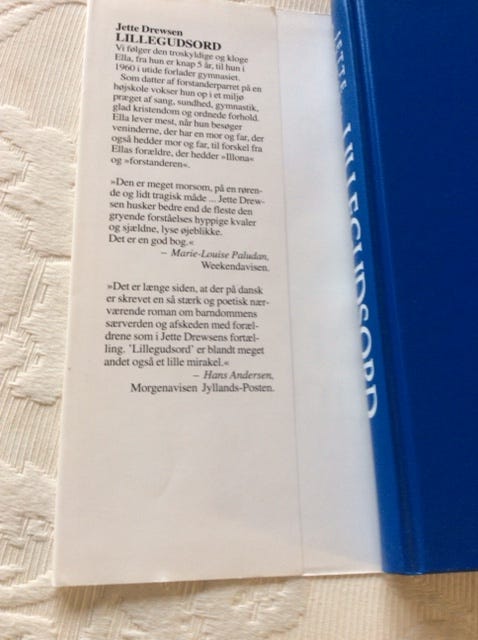 Jette Drewsen
LILLEGUDSORD
Vi følger den troskyldige og kloge
Ella, fra hun er knap 5 år, til hun i
1960 i utide forlader gymnasiet.
Som datter af forstanderparret på en
højskole vokser hun op i et miljø
præget af sang, sundhed, gymnastik,
glad kristendom og ordnede forhold.
Ella lever mest, når hun besøger
veninderne, der har en mor og far, der
også hedder mor og far, til forskel fra
Ellas forældre, der hedder »Illona«
og »forstanderen«.
»Den er meget morsom, på en røren-
de og lidt tragisk måde ... Jette Drew-
sen husker bedre end de fleste den
gryende forståelses hyppige kvaler
og sjældne, lyse øjeblikke.
Det er en god bog.«
– Marie-Louise Paludan,
Weekendavisen.
»Det er længe siden, at der på dansk
er skrevet en så stærk og poetisk nær-
værende roman om barndommens
særverden og afskeden med foræl-
drene som i Jette Drewsens fortæl-
ling. 'Lillegudsord' er blandt meget
andet også et lille mirakel.«
– Hans Andersen,
Morgenavisen Jyllands-Posten.
JETTE
LILLEGUDSORD